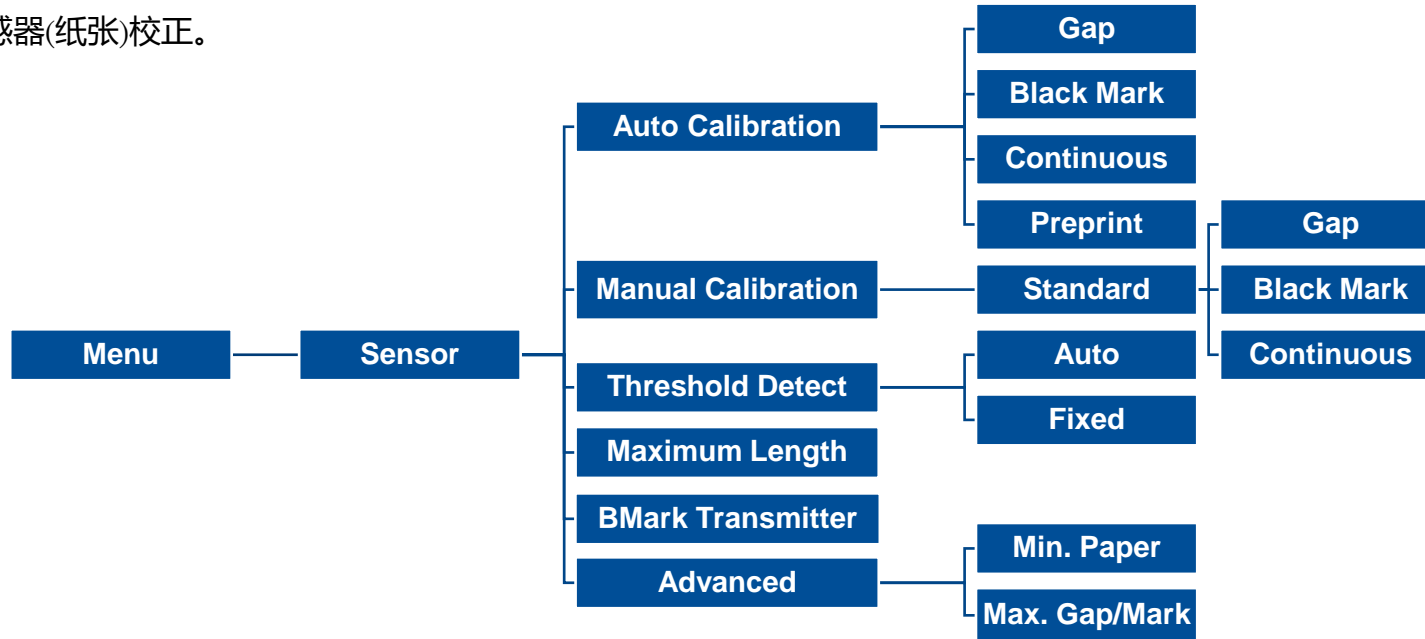 感器(纸张)校正。
Gap
Black Mark
Auto Calibration
Continuous
Preprint
Gap
Manual Calibration
Standard
Black Mark
Menu
Sensor
Auto
Continuous
Threshold Detect
Fixed
Maximum Length
BMark Transmitter
Min. Paper
Advanced
Max. Gap/Mark